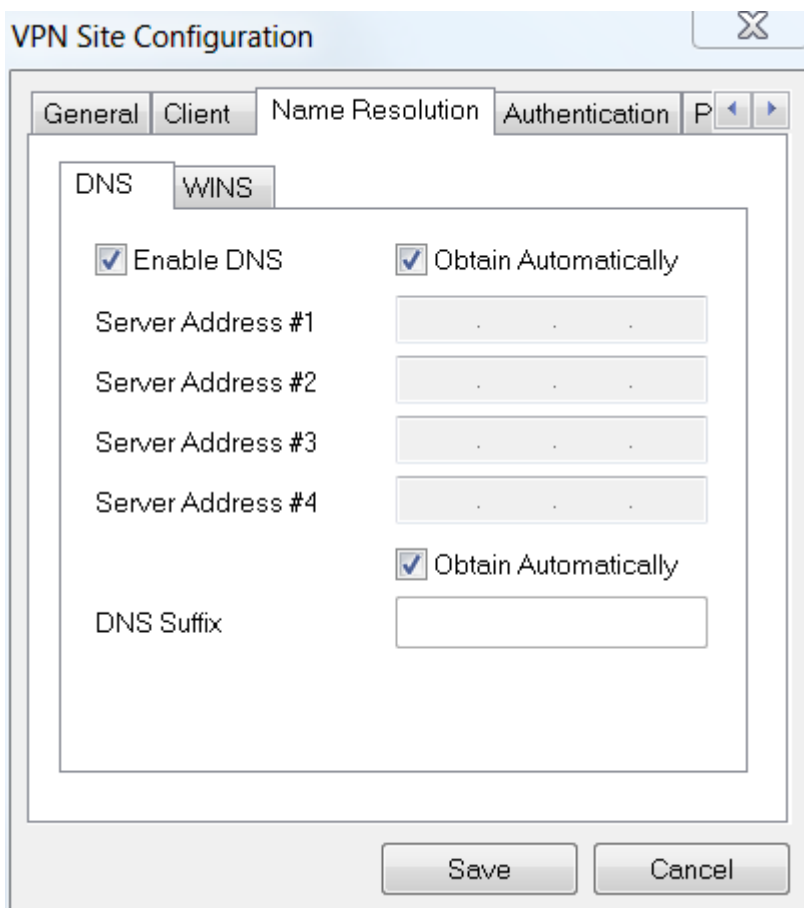 VPN Site Configuration
General Client Name Resolution Authentication P
DNS WINS
Enable DNS Obtain Automatically
Server Address #1 . . .
Server Address #2 . . .
Server Address #3 . . .
Server Address #4 . . .
Obtain Automatically
DNS Suffix
Save Cancel